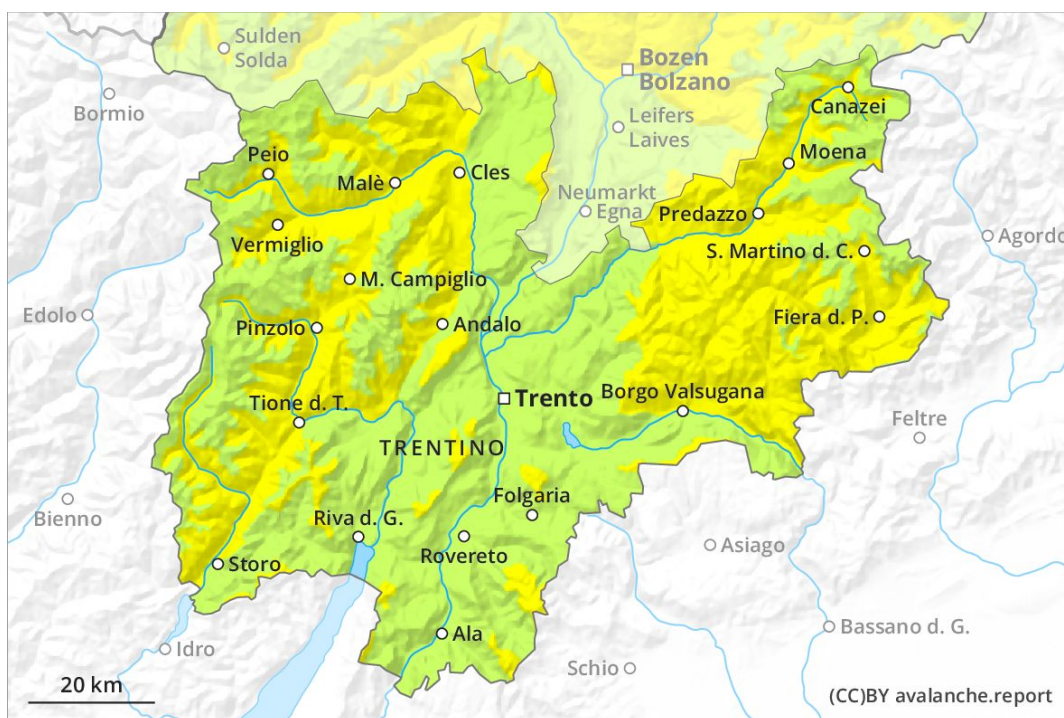 Sulden
Solda
Bozen
Bolzano
Bormio
Canazei
Leifers
Laives
Peio
Malè
Cles
Moena
Neumarkt
Egna
Predazzo
Vermiglio
S. Martino d. C.
Agordo
M. Campiglio
Edolo
Pinzolo
Andalo
Fiera d. P.
Trento
Borgo Valsugana
Tione d. T.
Feltre
TRENTINO
Bienno
Folgaria
Riva d. G.
Rovereto
Asiago
Storo
Ala
Bassano d. G.
Idro
Schio
20 km
(CC)BY avalanche.report